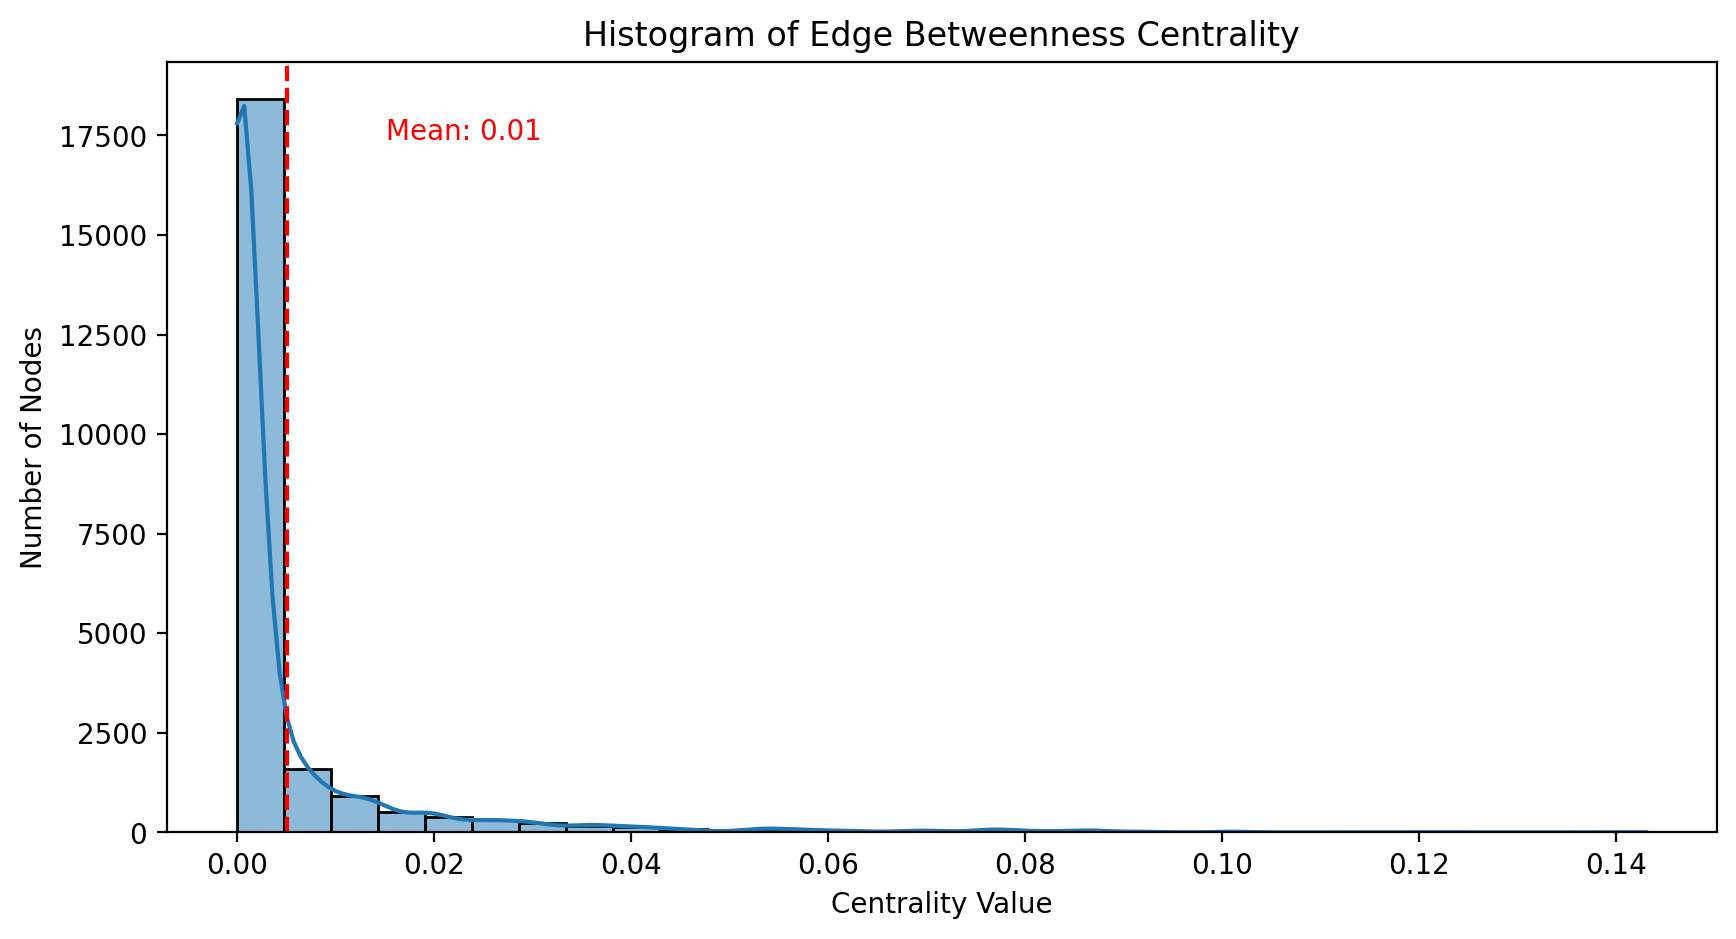 Histogram of Edge Betweenness Centrality
Mean: 0.01
Number of Nodes
17500
15000
12500
10000
7500
5000
2500
0
0.00 0.02 0.04 0.06 0.08 0.10 0.12 0.14
Centrality Value